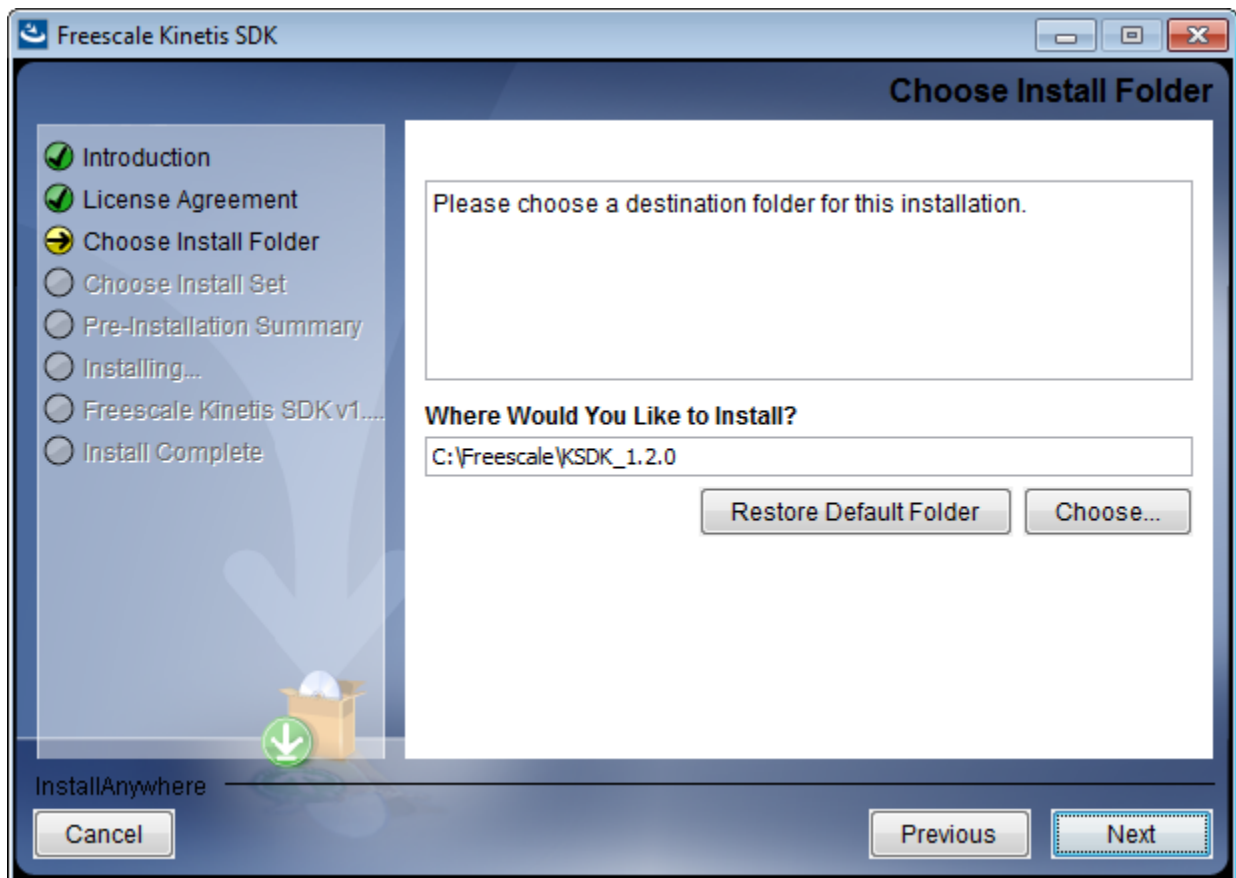 Freescale Kinetis SDK
Choose Install Folder
Introduction
License Agreement
Choose Install Folder
Choose Install Set
Pre-Installation Summary
Installing...
Freescale Kinetis SDK v1....
Install Complete
Please choose a destination folder for this installation.
Where Would You Like to Install?
C:\Freescale\KSDK_1.2.0
Restore Default Folder
Choose...
InstallAnywhere
Cancel
Previous
Next